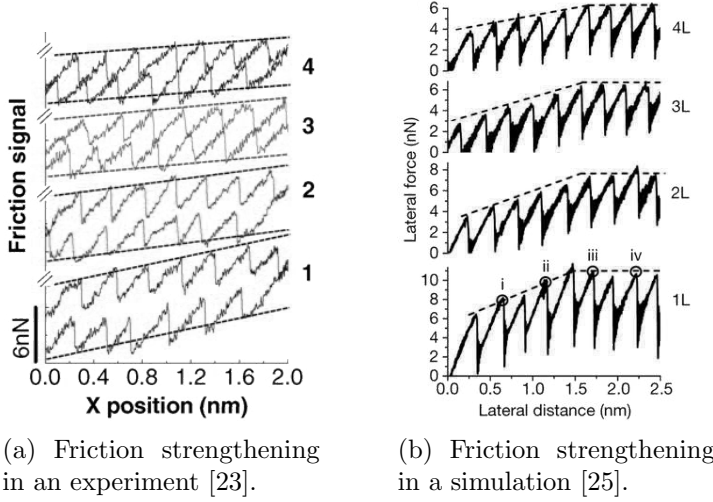 4
3
2
1
Friction signal
6nN
0.0 0.4 0.8 1.2 1.6 2.0
X position (nm)
6
4
2
0
4L
6
4
2
0
3L
8
6
4
2
0
2L
10
8
6
4
2
0
i
ii
iii
iv
1L
Lateral force (nN)
0.0 0.5 1.0 1.5 2.0 2.5
Lateral distance (nm)
(a) Friction strengthening
in an experiment [23].
(b) Friction strengthening
in a simulation [25].